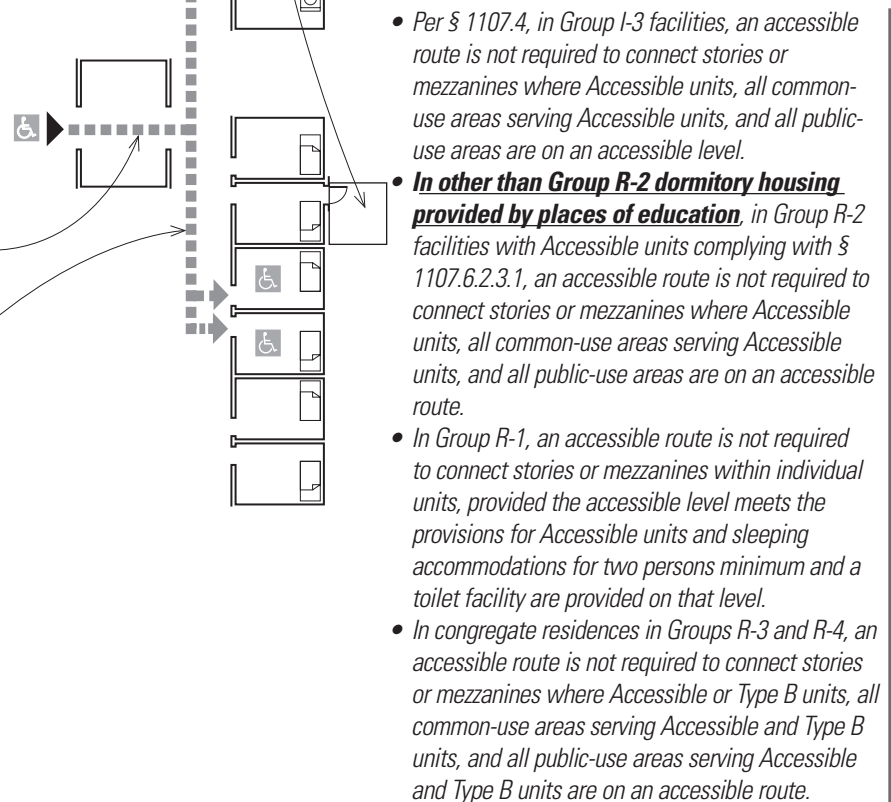 • Per § 1107.4, in Group I-3 facilities, an accessible
route is not required to connect stories or
mezzanines where Accessible units, all common-
use areas serving Accessible units, and all public-
use areas are on an accessible level.
• In other than Group R-2 dormitory housing
provided by places of education, in Group R-2
facilities with Accessible units complying with §
1107.6.2.3.1, an accessible route is not required to
connect stories or mezzanines where Accessible
units, all common-use areas serving Accessible
units, and all public-use areas are on an accessible
route.
• In Group R-1, an accessible route is not required
to connect stories or mezzanines within individual
units, provided the accessible level meets the
provisions for Accessible units and sleeping
accommodations for two persons minimum and a
toilet facility are provided on that level.
• In congregate residences in Groups R-3 and R-4, an
accessible route is not required to connect stories
or mezzanines where Accessible or Type B units, all
common-use areas serving Accessible and Type B
units, and all public-use areas serving Accessible
and Type B units are on an accessible route.